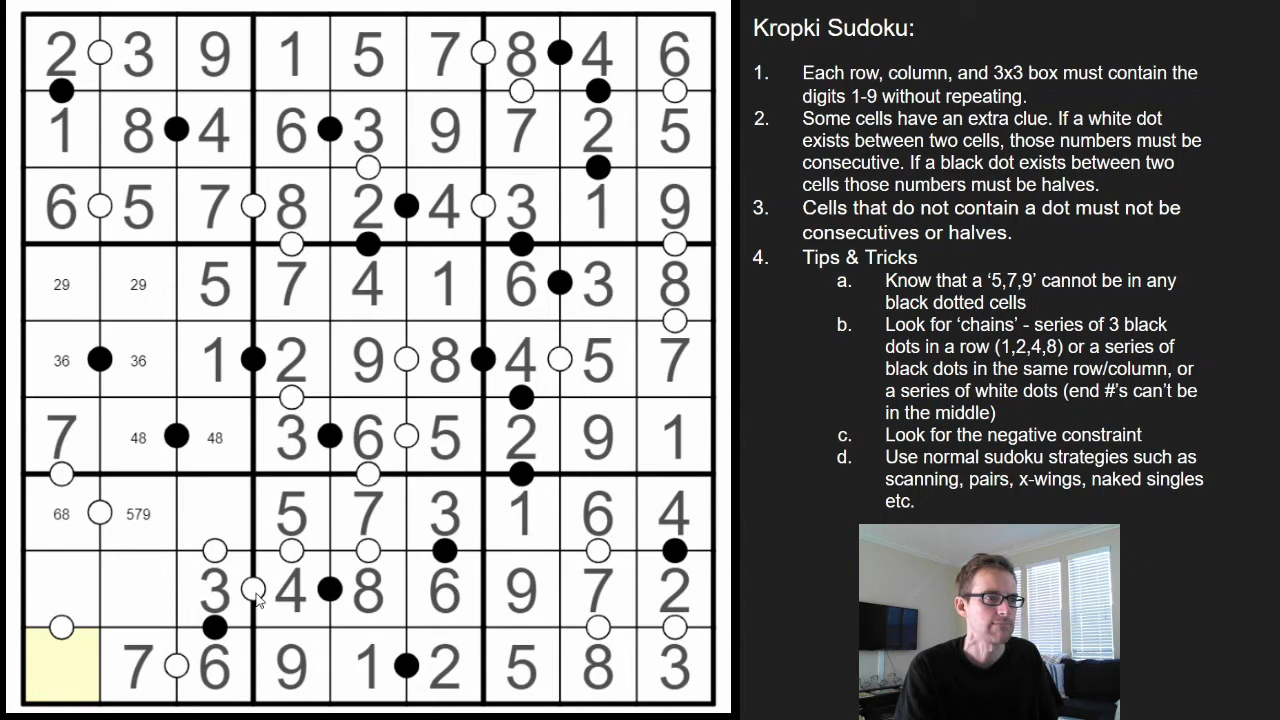 Kropki Sudoku:
1. Each row, column, and 3x3 box must contain the
digits 1-9 without repeating.
2. Some cells have an extra clue. If a white dot
exists between two cells, those numbers must be
consecutive. If a black dot exists between two
cells those numbers must be halves.
3. Cells that do not contain a dot must not be
consecutives or halves.
4. Tips & Tricks
a. Know that a ‘5,7,9’ cannot be in any
black dotted cells
b. Look for ‘chains’ - series of 3 black
dots in a row (1,2,4,8) or a series of
black dots in the same row/column, or
a series of white dots (end #’s can’t be
in the middle)
c. Look for the negative constraint
d. Use normal sudoku strategies such as
scanning, pairs, x-wings, naked singles
etc.
2 3 9 1 5 7 8 4 6
1 8 4 6 3 9 7 2 5
6 5 7 8 2 4 3 1 9
29 29 5 7 4 1 6 3 8
36 36 1 2 9 8 4 5 7
7 48 48 3 6 5 2 9 1
68 579 5 7 3 1 6 4
3 4 8 6 9 7 2
7 6 9 1 2 5 8 3